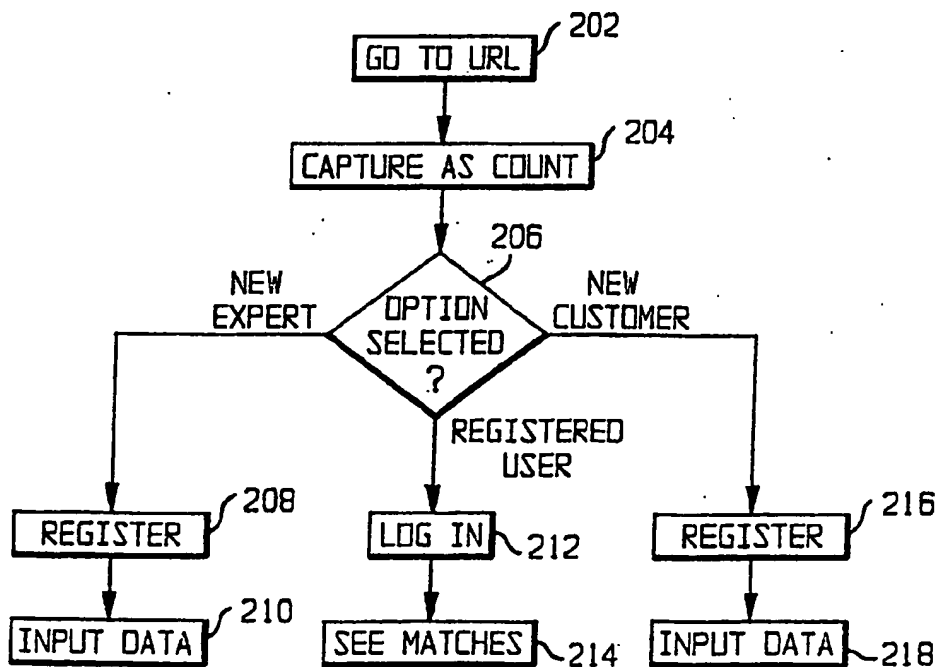 202
GO TO URL
204
CAPTURE AS COUNT
206
NEW
EXPERT
OPTION
SELECTED
?
NEW
CUSTOMER
REGISTERED
USER
208
REGISTER
LOG IN
212
216
REGISTER
210
INPUT DATA
SEE MATCHES
214
INPUT DATA
218